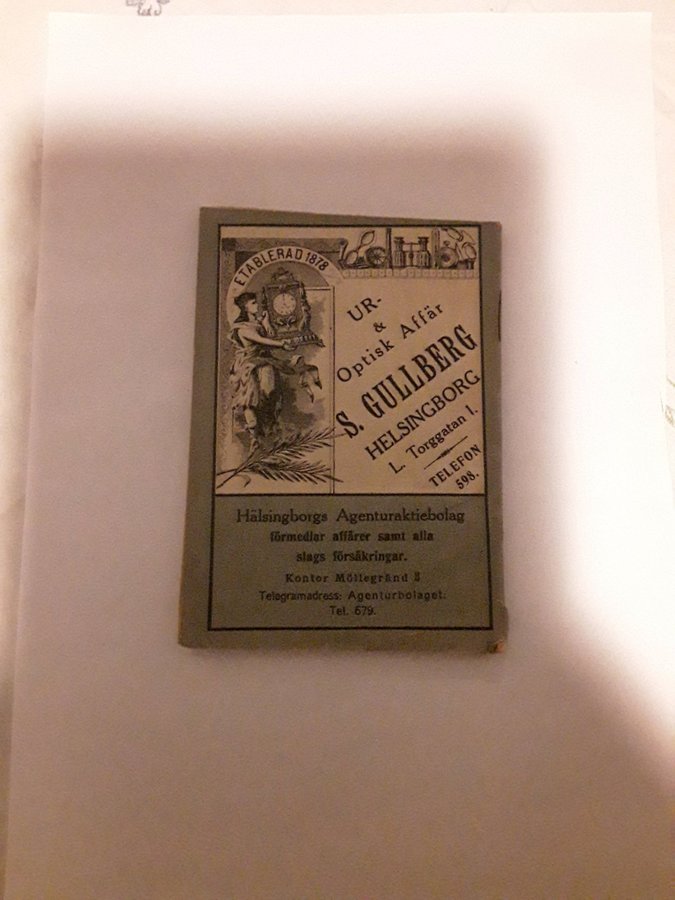 ETABLERAD 1878
UR-
&
Optisk Affär
S. GULLBERG
HELSINGBORG
L. Torggatan 1.
TELEFON
598.
Hälsingborgs Agenturaktiebolag
förmedlar affärer samt alla
slags försäkringar.
Kontor Möllegränd 8
Telegramadress: Agenturbolaget.
Tel. 679.